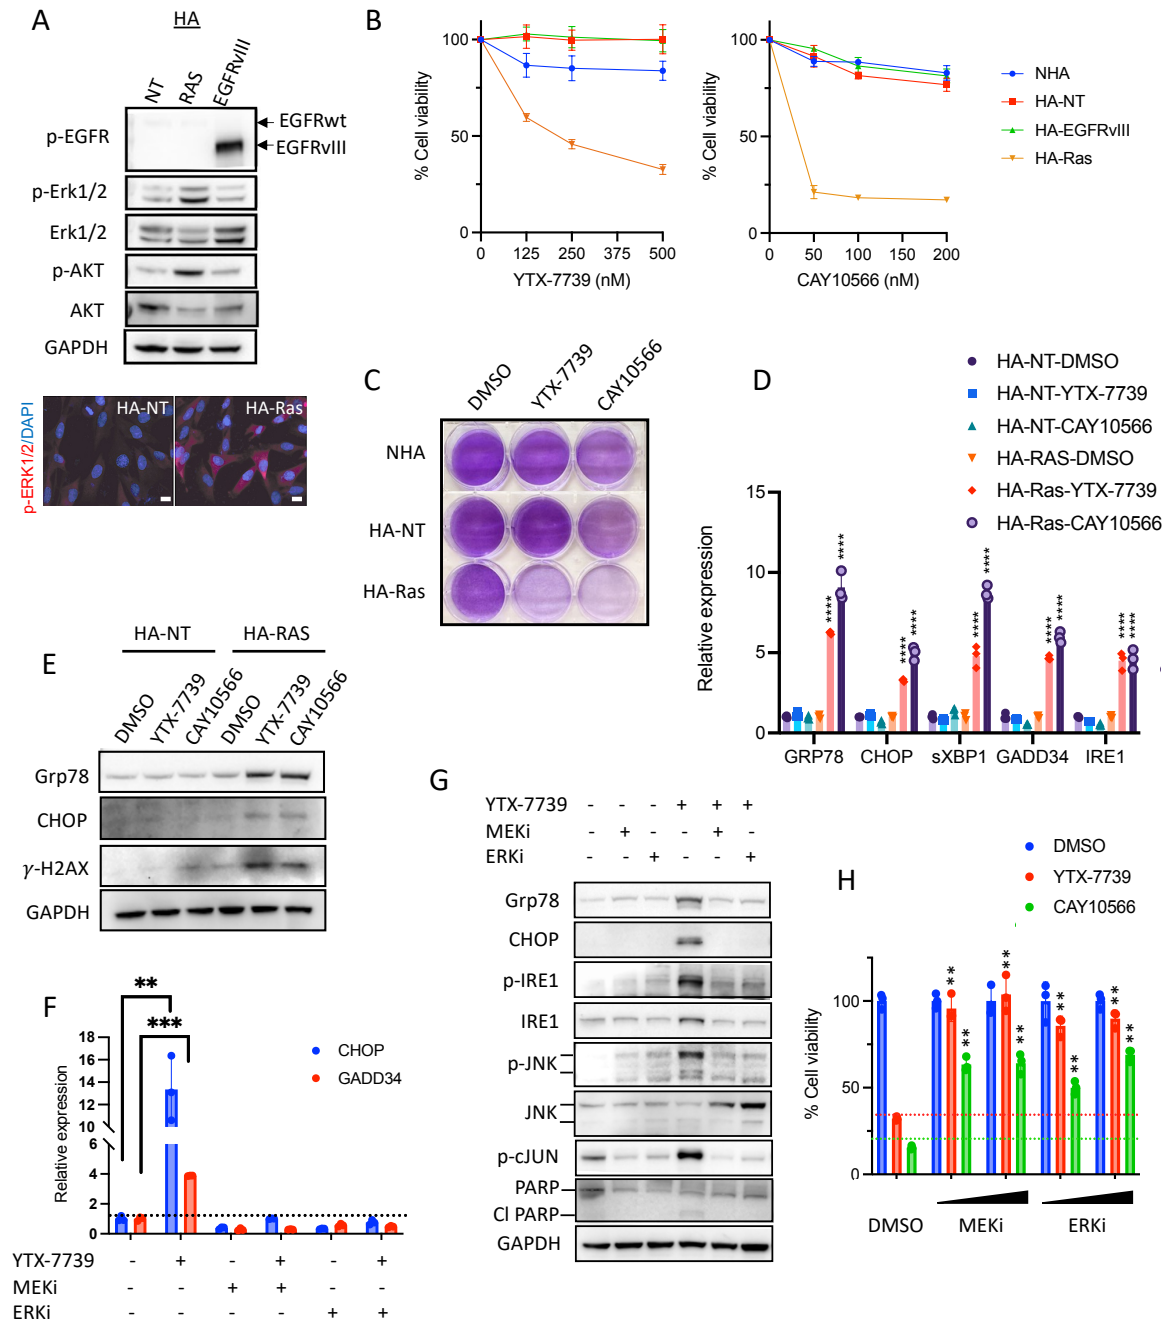 A
HA
NT
RAS
EGFRvIII
p-EGFR
EGFRwt
EGFRvIII
p-Erk1/2
Erk1/2
p-AKT
AKT
GAPDH
HA-NT
HA-Ras
p-ERK1/2/DAPI
B
100
50
0
% Cell viability
0 125 250 375 500
YTX-7739 (nM)
100
50
0
% Cell viability
0 50 100 150 200
CAY10566 (nM)
NHA
HA-NT
HA-EGFRvIII
HA-Ras
C
DMSO
YTX-7739
CAY10566
NHA
HA-NT
HA-Ras
D
HA-NT-DMSO
HA-NT-YTX-7739
HA-NT-CAY10566
HA-RAS-DMSO
HA-Ras-YTX-7739
HA-Ras-CAY10566
15
10
5
0
Relative expression
**** ****
**** ****
**** ****
**** ****
**** ****
GRP78 CHOP sXBP1 GADD34 IRE1
E
HA-NT HA-RAS
DMSO
YTX-7739
CAY10566
DMSO
YTX-7739
CAY10566
Grp78
CHOP
γ-H2AX
GAPDH
F
**
***
CHOP
GADD34
18
16
14
12
10
6
4
2
0
Relative expression
YTX-7739 - + - + - +
MEKi - - + + - -
ERKi - - - - + +
G
YTX-7739 - - - + + +
MEKi - + - - + -
ERKi - - + - - +
Grp78
CHOP
p-IRE1
IRE1
p-JNK
JNK
p-cJUN
PARP
Cl PARP
GAPDH
H
DMSO
YTX-7739
CAY10566
100
50
0
% Cell viability
** **
** **
** **
** **
DMSO MEKi ERKi